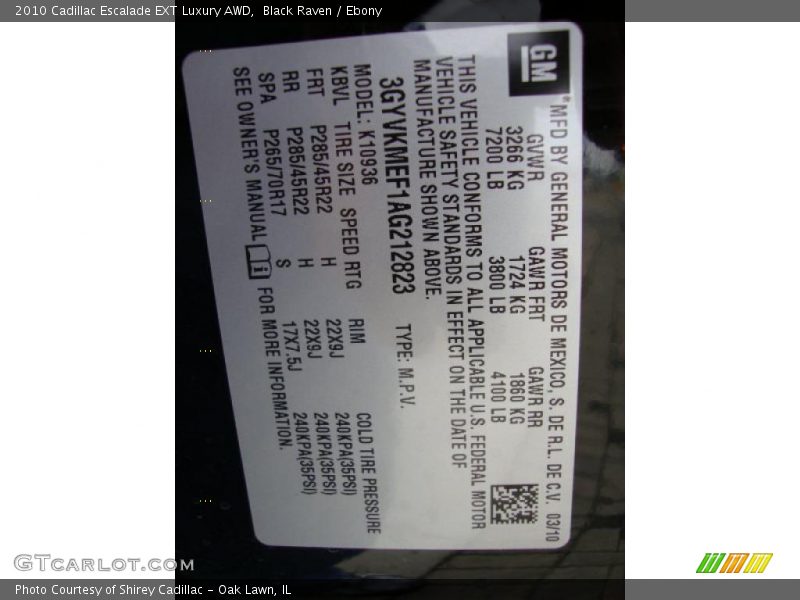 2010 Cadillac Escalade EXT Luxury AWD, Black Raven / Ebony
GM
*MFD BY GENERAL MOTORS DE MEXICO, S. DE R.L. DE C.V. 03/10
GVWR GAWR FRT GAWR RR
3266 KG 1724 KG 1860 KG
7200 LB 3800 LB 4100 LB
THIS VEHICLE CONFORMS TO ALL APPLICABLE U.S. FEDERAL MOTOR
VEHICLE SAFETY STANDARDS IN EFFECT ON THE DATE OF
MANUFACTURE SHOWN ABOVE.
3GYVKMEF1AG212823 TYPE: M.P.V.
MODEL: K10936
KBVL TIRE SIZE SPEED RTG RIM COLD TIRE PRESSURE
FRT P285/45R22 H 22X9J 240KPA(35PSI)
RR P285/45R22 H 22X9J 240KPA(35PSI)
SPA P265/70R17 S 17X7.5J 240KPA(35PSI)
SEE OWNER'S MANUAL FOR MORE INFORMATION.
GTcarlot.com
Photo Courtesy of Shirey Cadillac - Oak Lawn, IL